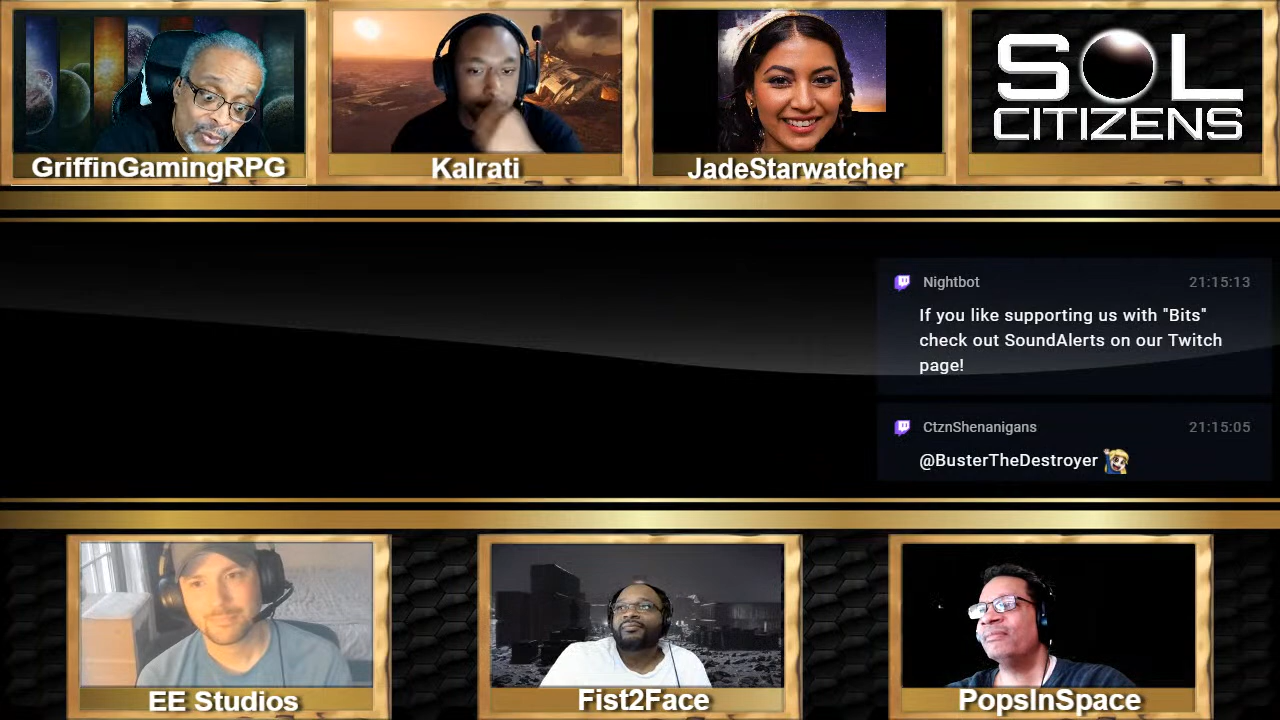 SOL
CITIZENS
GriffinGamingRPG
Kalrati
JadeStarwatcher
Nightbot 21:15:13
If you like supporting us with "Bits"
check out SoundAlerts on our Twitch
page!
CtznShenanigans 21:15:05
@BusterTheDestroyer
EE Studios
Fist2Face
PopsInSpace